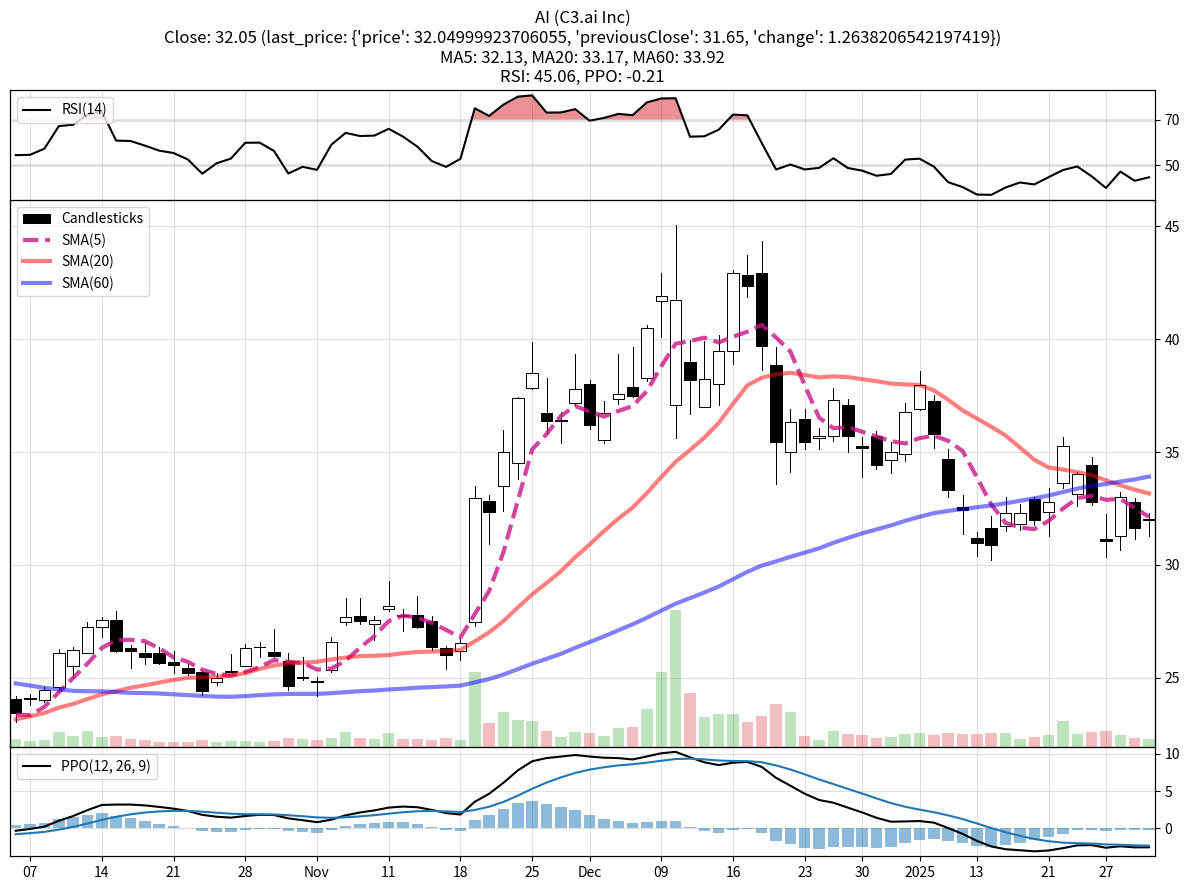 AI (C3.ai Inc)
Close: 32.05 (last_price: {'price': 32.04999923706055, 'previousClose': 31.65, 'change': 1.2638206542197419})
MA5: 32.13, MA20: 33.17, MA60: 33.92
RSI: 45.06, PPO: -0.21
RSI(14)
70
50
Candlesticks
SMA(5)
SMA(20)
SMA(60)
45
40
35
30
25
PPO(12, 26, 9)
10
5
0
07 14 21 28 Nov 11 18 25 Dec 09 16 23 30 2025 13 21 27